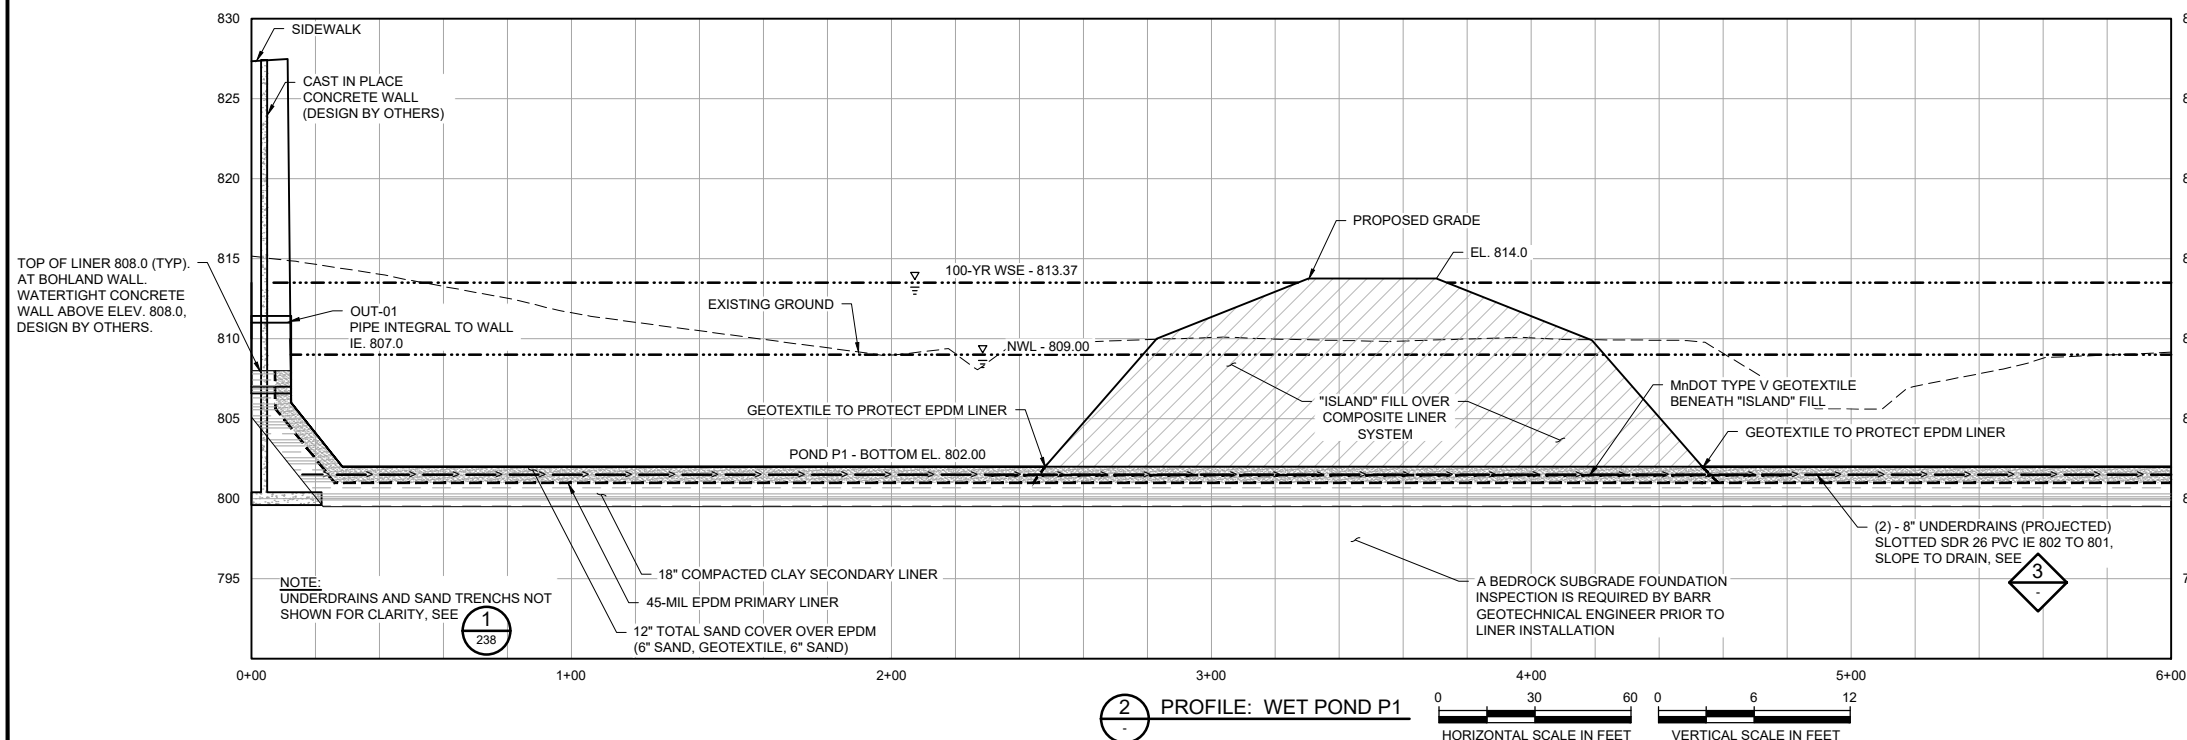 830
825
820
815
810
805
800
795
SIDEWALK
CAST IN PLACE
CONCRETE WALL
(DESIGN BY OTHERS)
TOP OF LINER 808.0 (TYP).
AT BOHLAND WALL.
WATERTIGHT CONCRETE
WALL ABOVE ELEV. 808.0,
DESIGN BY OTHERS.
OUT-01
PIPE INTEGRAL TO WALL
IE. 807.0
EXISTING GROUND
100-YR WSE - 813.37
NWL - 809.00
PROPOSED GRADE
EL. 814.0
GEOTEXTILE TO PROTECT EPDM LINER
POND P1 - BOTTOM EL. 802.00
"ISLAND" FILL OVER
COMPOSITE LINER
SYSTEM
MnDOT TYPE V GEOTEXTILE
BENEATH "ISLAND" FILL
GEOTEXTILE TO PROTECT EPDM LINER
(2) - 8" UNDERDRAINS (PROJECTED)
SLOTTED SDR 26 PVC IE 802 TO 801,
SLOPE TO DRAIN, SEE
3
-
NOTE:
UNDERDRAINS AND SAND TRENCHS NOT
SHOWN FOR CLARITY, SEE
1
238
18" COMPACTED CLAY SECONDARY LINER
45-MIL EPDM PRIMARY LINER
12" TOTAL SAND COVER OVER EPDM
(6" SAND, GEOTEXTILE, 6" SAND)
A BEDROCK SUBGRADE FOUNDATION
INSPECTION IS REQUIRED BY BARR
GEOTECHNICAL ENGINEER PRIOR TO
LINER INSTALLATION
0+00 1+00 2+00 3+00 4+00 5+00 6+00
2
-
PROFILE: WET POND P1
0 30 60
HORIZONTAL SCALE IN FEET
0 6 12
VERTICAL SCALE IN FEET